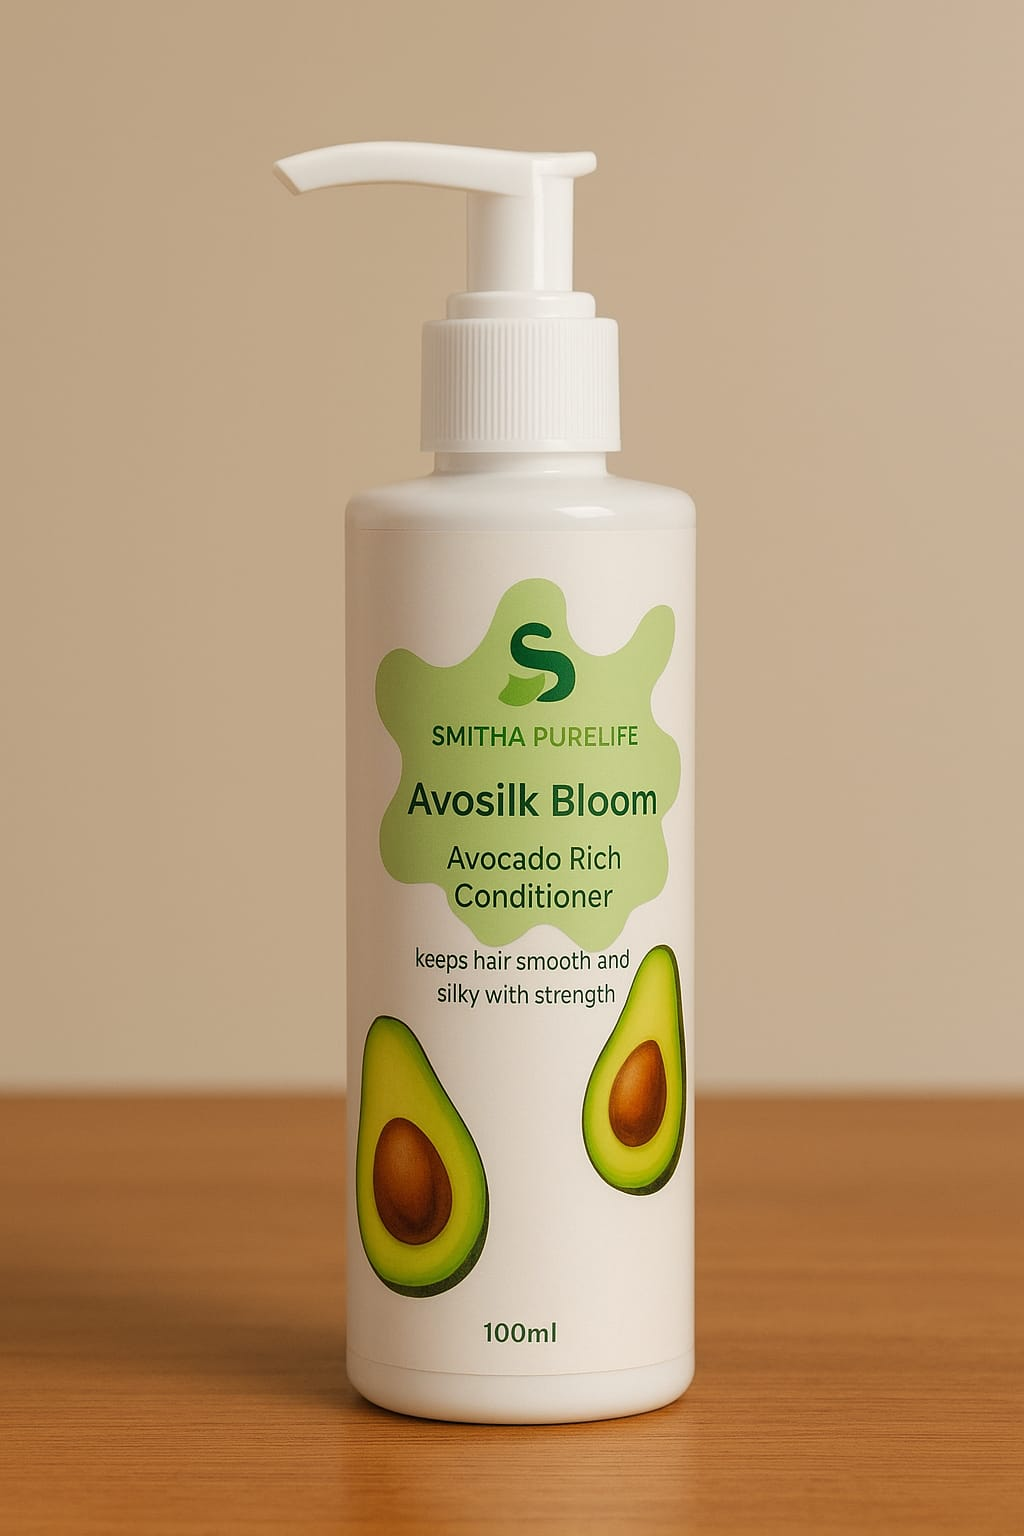 SMITHA PURELIFE
Avosilk Bloom
Avocado Rich
Conditioner
keeps hair smooth and
silky with strength
100ml